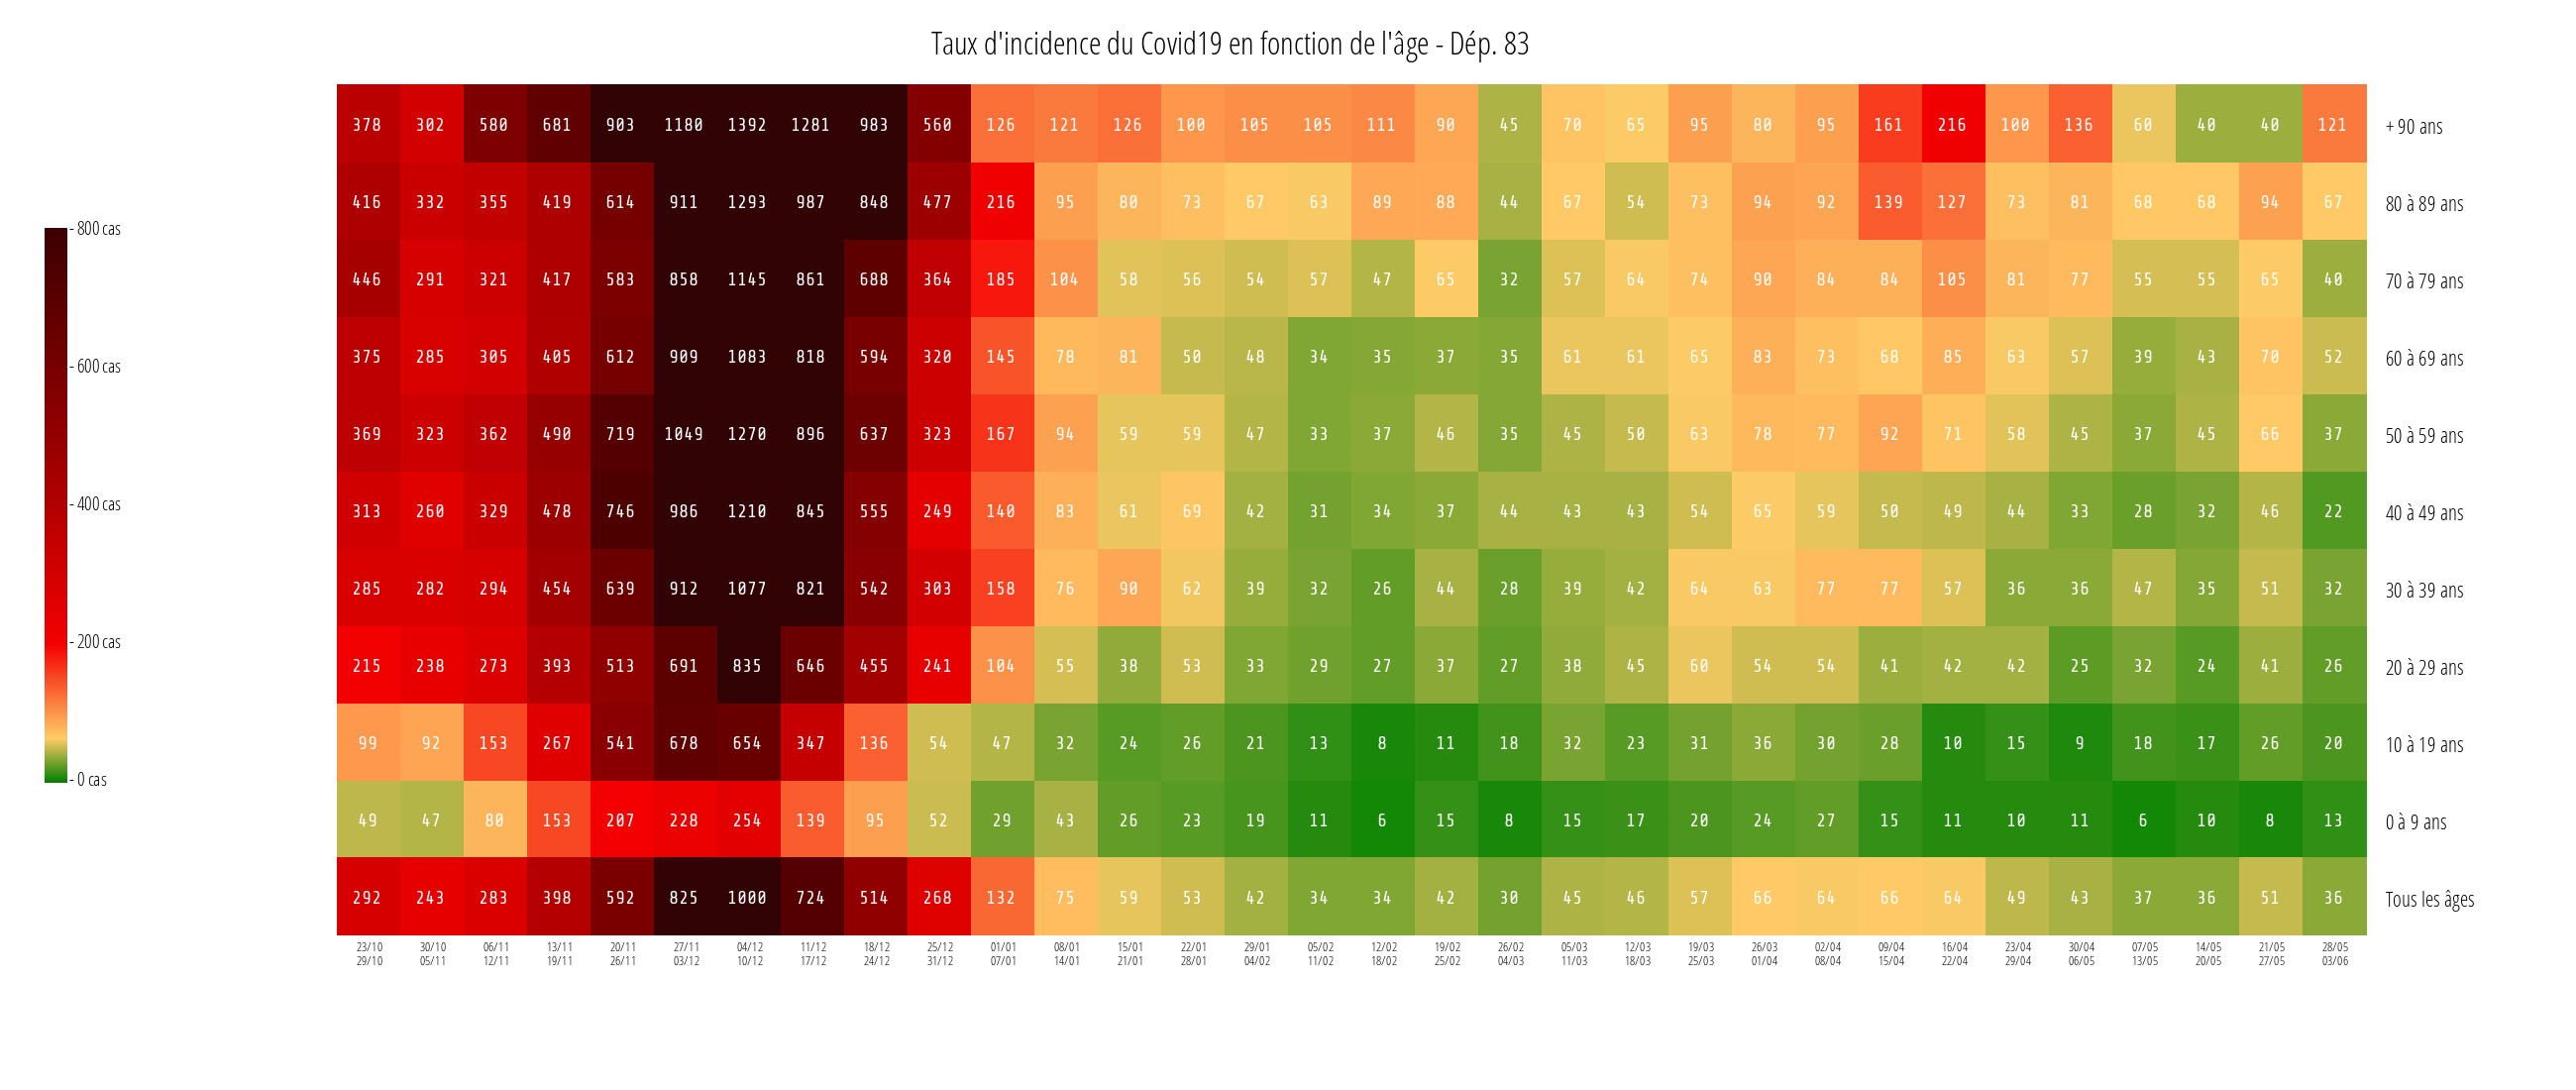 Taux d'incidence du Covid19 en fonction de l'âge - Dép. 83
- 800 cas
- 600 cas
- 400 cas
- 200 cas
- 0 cas
378 302 580 681 903 1180 1392 1281 983 560 126 121 126 100 105 105 111 90 45 70 65 95 80 95 161 216 100 136 60 40 40 121 + 90 ans
416 332 355 419 614 911 1293 987 848 477 216 95 80 73 67 63 89 88 44 67 54 73 94 92 139 127 73 81 68 68 94 67 80 à 89 ans
446 291 321 417 583 858 1145 861 688 364 185 104 58 56 54 57 47 65 32 57 64 74 90 84 84 105 81 77 55 55 65 40 70 à 79 ans
375 285 305 405 612 909 1083 818 594 320 145 78 81 50 48 34 35 37 35 61 61 65 83 73 68 85 63 57 39 43 70 52 60 à 69 ans
369 323 362 490 719 1049 1270 896 637 323 167 94 59 59 47 33 37 46 35 45 50 63 78 77 92 71 58 45 37 45 66 37 50 à 59 ans
313 260 329 478 746 986 1210 845 555 249 140 83 61 69 42 31 34 37 44 43 43 54 65 59 50 49 44 33 28 32 46 22 40 à 49 ans
285 282 294 454 639 912 1077 821 542 303 158 76 90 62 39 32 26 44 28 39 42 64 63 77 77 57 36 36 47 35 51 32 30 à 39 ans
215 238 273 393 513 691 835 646 455 241 104 55 38 53 33 29 27 37 27 38 45 60 54 54 41 42 42 25 32 24 41 26 20 à 29 ans
99 92 153 267 541 678 654 347 136 54 47 32 24 26 21 13 8 11 18 32 23 31 36 30 28 10 15 9 18 17 26 20 10 à 19 ans
49 47 80 153 207 228 254 139 95 52 29 43 26 23 19 11 6 15 8 15 17 20 24 27 15 11 10 11 6 10 8 13 0 à 9 ans
292 243 283 398 592 825 1000 724 514 268 132 75 59 53 42 34 34 42 30 45 46 57 66 64 66 64 49 43 37 36 51 36 Tous les âges
23/10 30/10 06/11 13/11 20/11 27/11 04/12 11/12 18/12 25/12 01/01 08/01 15/01 22/01 29/01 05/02 12/02 19/02 26/02 05/03 12/03 19/03 26/03 02/04 09/04 16/04 23/04 30/04 07/05 14/05 21/05 28/05
29/10 05/11 12/11 19/11 26/11 03/12 10/12 17/12 24/12 31/12 07/01 14/01 21/01 28/01 04/02 11/02 18/02 25/02 04/03 11/03 18/03 25/03 01/04 08/04 15/04 22/04 29/04 06/05 13/05 20/05 27/05 03/06